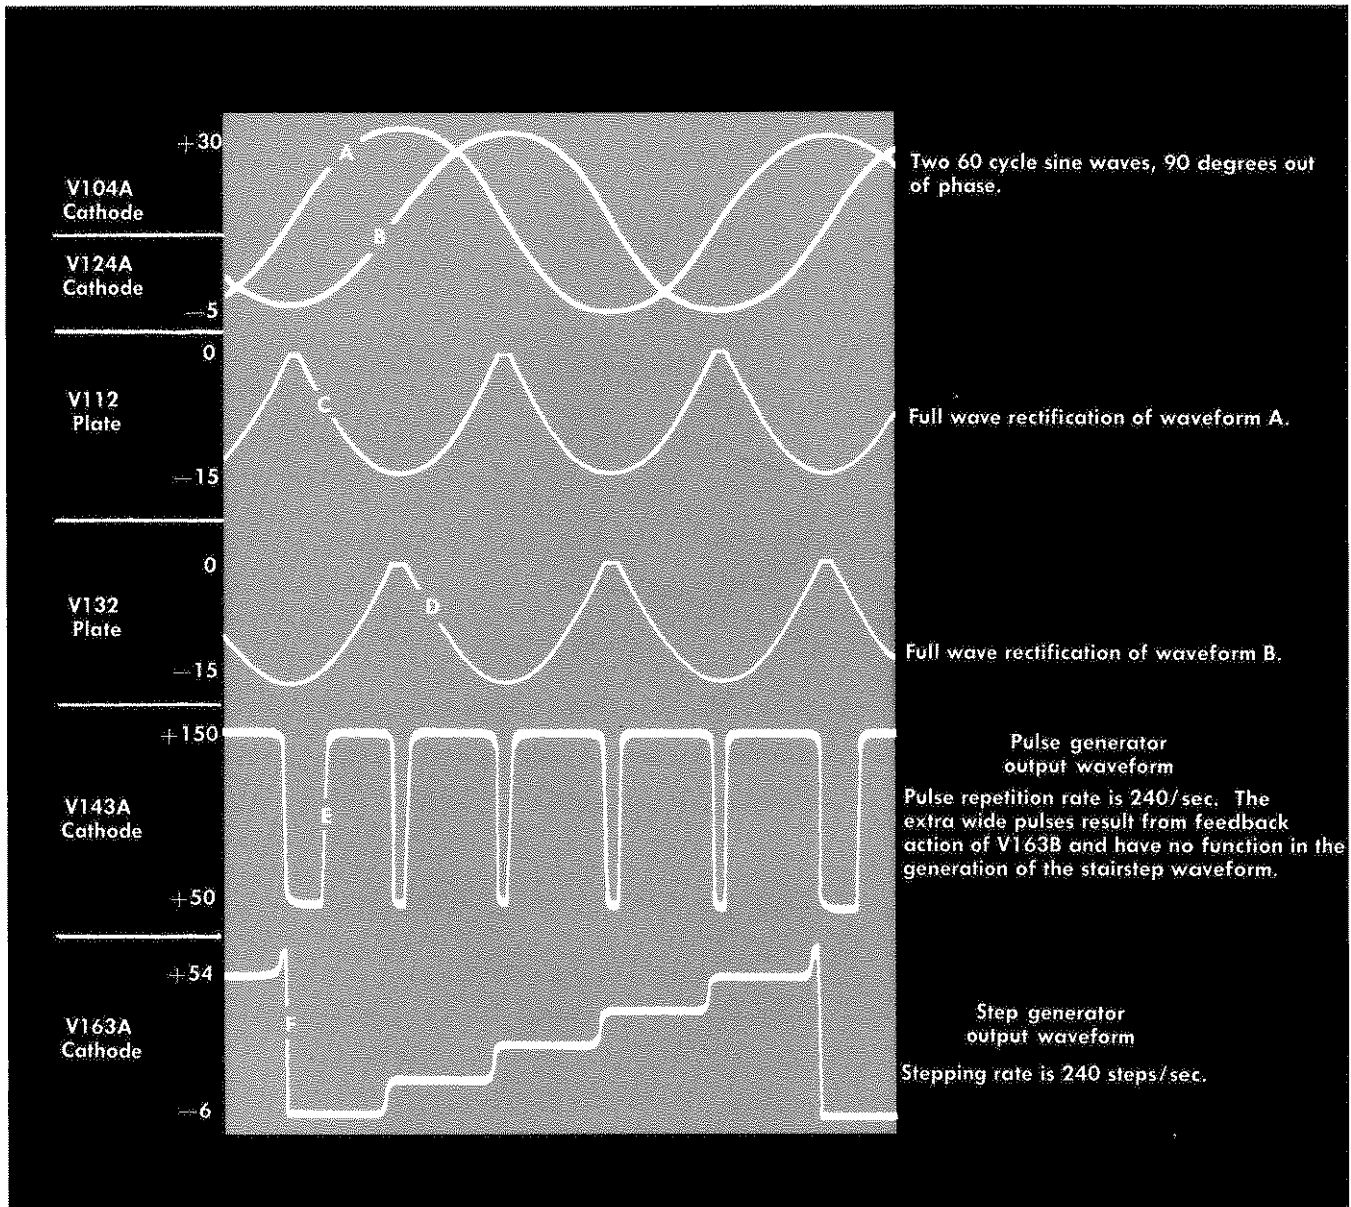 +30
A
B
V104A
Cathode
V124A
Cathode
—5
Two 60 cycle sine waves, 90 degrees out
of phase.
0
C
V112
Plate
—15
Full wave rectification of waveform A.
0
D
V132
Plate
—15
Full wave rectification of waveform B.
+150
E
V143A
Cathode
+50
Pulse generator
output waveform
Pulse repetition rate is 240/sec. The
extra wide pulses result from feedback
action of V163B and have no function in the
generation of the stairstep waveform.
+54
F
V163A
Cathode
—6
Step generator
output waveform
Stepping rate is 240 steps/sec.